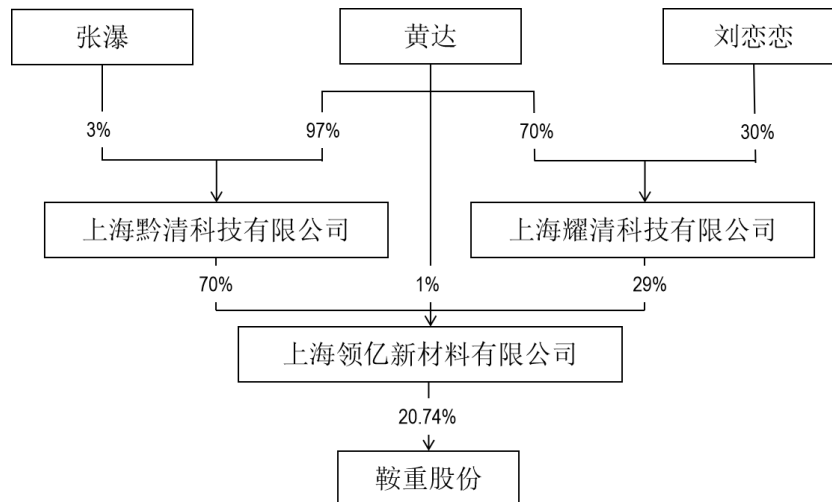 张瀑
黄达
刘恋恋
3%
97%
70%
30%
上海黔清科技有限公司
上海耀清科技有限公司
70%
1%
29%
上海领亿新材料有限公司
20.74%
鞍重股份